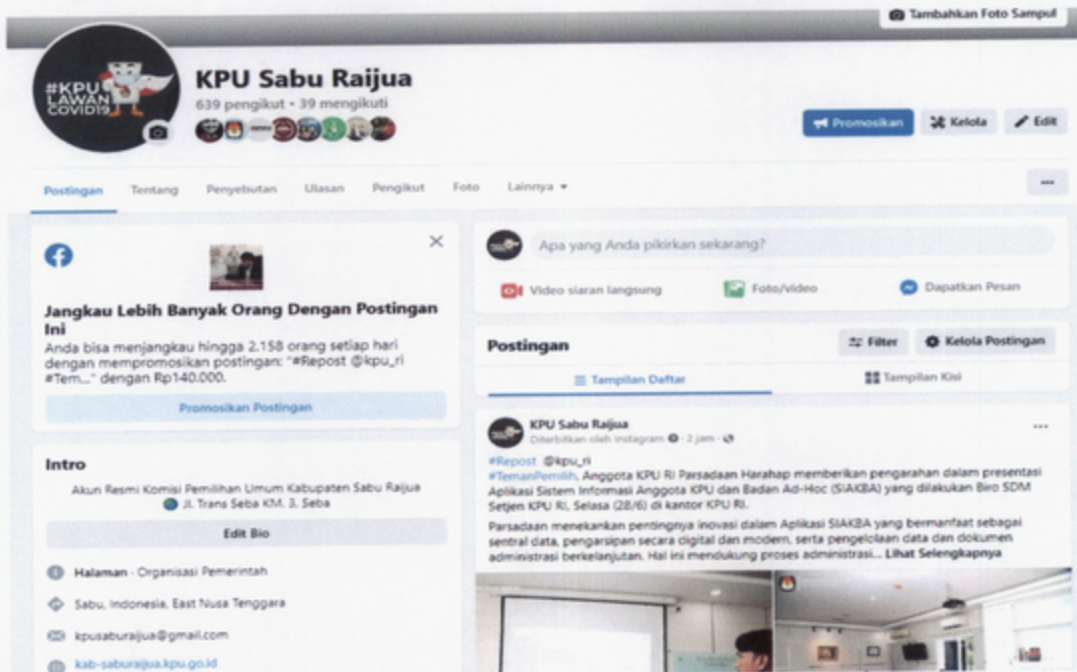 Tambahkan Foto Sampul
#KPU
LAWAN
COVID19
KPU Sabu Raijua
639 pengikut • 39 mengikuti
Promosikan
Kelola
Edit
Postingan
Tentang
Penyebutan
Ulasan
Pengikut
Foto
Lainnya
Jangkau Lebih Banyak Orang Dengan Postingan
Ini
Anda bisa menjangkau hingga 2.158 orang setiap hari
dengan mempromosikan postingan: "#Repost @kpu_ri
#Tem..." dengan Rp140.000.
Promosikan Postingan
Intro
Akun Resmi Komisi Pemilihan Umum Kabupaten Sabu Raijua
Jl. Trans Seba KM. 3, Seba
Edit Bio
Halaman · Organisasi Pemerintah
Sabu, Indonesia, East Nusa Tenggara
kpusaburaijua@gmail.com
kab-saburaijua.kpu.go.id
Apa yang Anda pikirkan sekarang?
Video siaran langsung
Foto/video
Dapatkan Pesan
Postingan
Filter
Kelola Postingan
Tampilan Daftar
Tampilan Kisi
KPU Sabu Raijua
Diterbitkan oleh Instagram · 2 jam ·
#Repost @kpu_ri
#TemanPemilih, Anggota KPU RI Parsadaan Harahap memberikan pengarahan dalam presentasi
Aplikasi Sistem Informasi Anggota KPU dan Badan Ad-Hoc (SIAKBA) yang dilakukan Biro SDM
Setjen KPU RI, Selasa (28/6) di kantor KPU RI.
Parsadaan menekankan pentingnya inovasi dalam Aplikasi SIAKBA yang bermanfaat sebagai
sentral data, pengarsipan secara digital dan modern, serta pengelolaan data dan dokumen
administrasi berkelanjutan. Hal ini mendukung proses administrasi... Lihat Selengkapnya